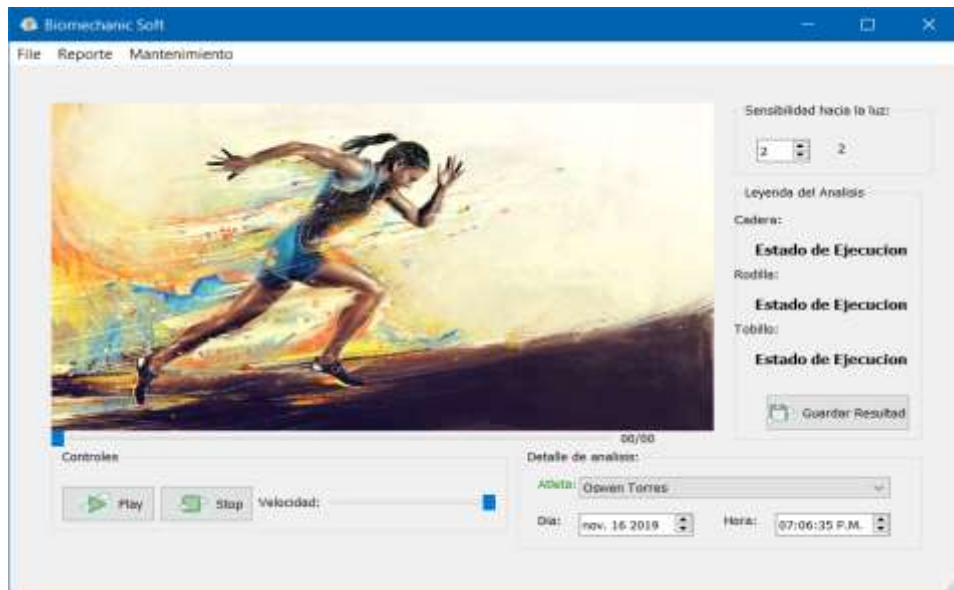 Biomechanic Soft
File Reporte Mantenimiento
Sensibilidad hacia la luz:
2 2
Leyenda del Analisis
Cadera:
Estado de Ejecucion
Rodilla:
Estado de Ejecucion
Tobillo:
Estado de Ejecucion
Guardar Resultad
00/00
Controles
Play Stop Velocidad:
Detalle de analisis:
Atleta: Oswen Torres
Dia: nov. 16 2019 Hora: 07:06:35 P.M.